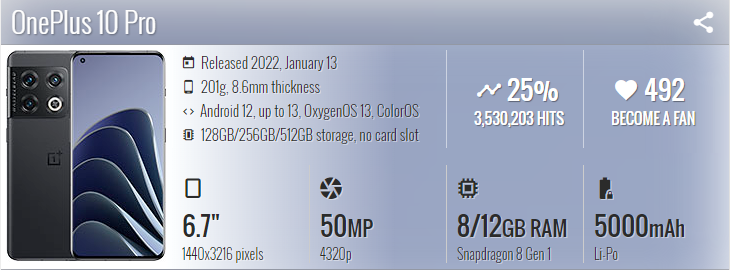 OnePlus 10 Pro
Released 2022, January 13
201g, 8.6mm thickness
Android 12, up to 13, OxygenOS 13, ColorOS
128GB/256GB/512GB storage, no card slot
25%
3,530,203 HITS
492
BECOME A FAN
6.7"
1440x3216 pixels
50MP
4320p
8/12GB RAM
Snapdragon 8 Gen 1
5000mAh
Li-Po